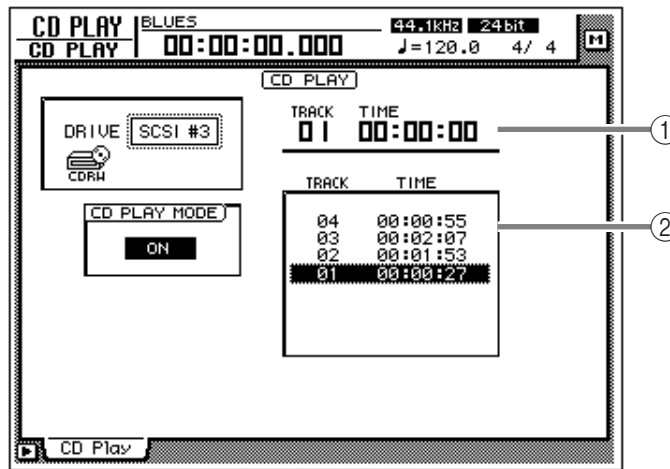 CD PLAY
CD PLAY
BLUES
00:00:00.000
44.1kHz 24bit
♩=120.0 4/ 4
M
CD PLAY
DRIVE SCSI #3
CDRW
CD PLAY MODE
ON
TRACK TIME
01 00:00:00
①
TRACK TIME
04 00:00:55
03 00:02:07
02 00:01:53
01 00:00:27
②
CD Play